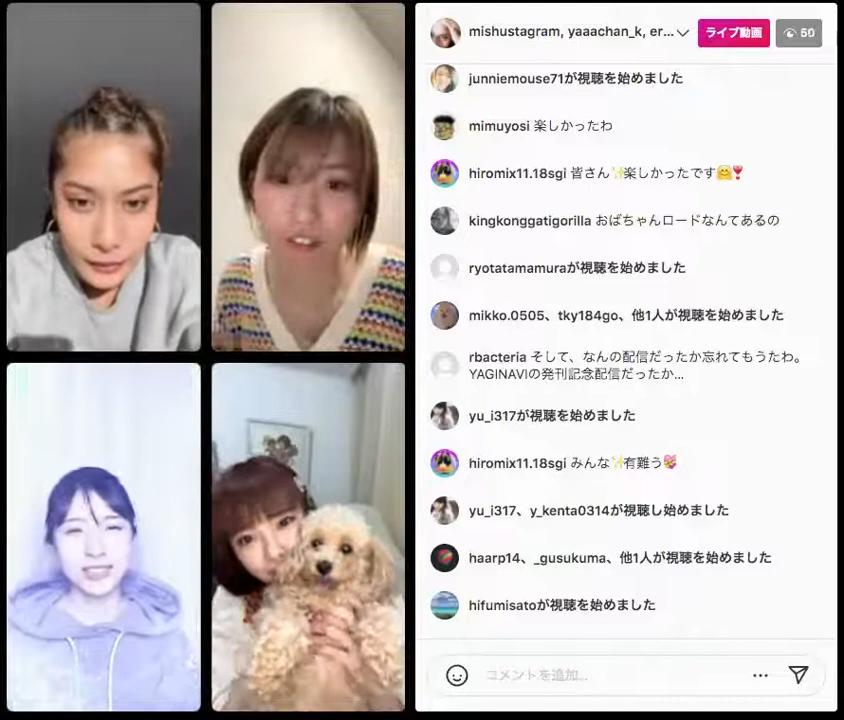 mishustagram, yaaachan_k, er...
ライブ動画
50
junniemouse71が視聴を始めました
mimuyosi 楽しかったわ
hiromix11.18sgi 皆さん✨楽しかったです🤗❣️
kingkonggatigorilla おばちゃんロードなんてあるの
ryotatamamuraが視聴を始めました
mikko.0505、tky184go、他1人が視聴を始めました
rbacteria そして、なんの配信だったか忘れてもうたわ。
YAGINAVIの発刊記念配信だったか...
yu_i317が視聴を始めました
hiromix11.18sgi みんな✨有難う💝
yu_i317、y_kenta0314が視聴し始めました
haarp14、_gusukuma、他1人が視聴を始めました
hifumisatoが視聴を始めました
コメントを追加...